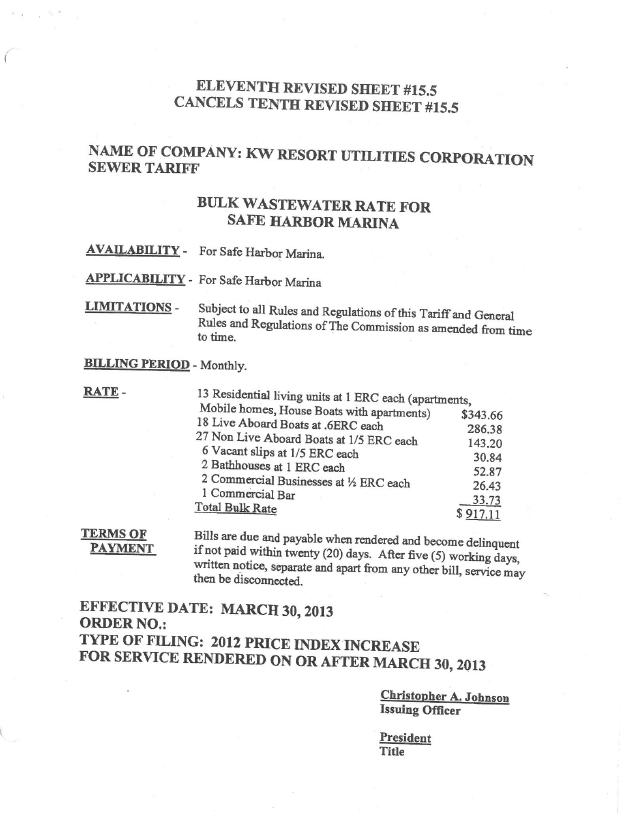 ELEVENTH REVISED SHEET #15.5
CANCELS TENTH REVISED SHEET #15.5
NAME OF COMPANY: KW RESORT UTILITIES CORPORATION
SEWER TARIFF
BULK WASTEWATER RATE FOR
SAFE HARBOR MARINA
AVAILABILITY - For Safe Harbor Marina.
APPLICABILITY - For Safe Harbor Marina
LIMITATIONS - Subject to all Rules and Regulations of this Tariff and General
Rules and Regulations of The Commission as amended from time
to time.
BILLING PERIOD - Monthly.
RATE - 13 Residential living units at 1 ERC each (apartments,
Mobile homes, House Boats with apartments) $343.66
18 Live Aboard Boats at .6ERC each 286.38
27 Non Live Aboard Boats at 1/5 ERC each 143.20
6 Vacant slips at 1/5 ERC each 30.84
2 Bathhouses at 1 ERC each 52.87
2 Commercial Businesses at ½ ERC each 26.43
1 Commercial Bar 33.73
Total Bulk Rate $ 917.11
TERMS OF Bills are due and payable when rendered and become delinquent
PAYMENT if not paid within twenty (20) days. After five (5) working days,
written notice, separate and apart from any other bill, service may
then be disconnected.
EFFECTIVE DATE: MARCH 30, 2013
ORDER NO.:
TYPE OF FILING: 2012 PRICE INDEX INCREASE
FOR SERVICE RENDERED ON OR AFTER MARCH 30, 2013
Christopher A. Johnson
Issuing Officer
President
Title